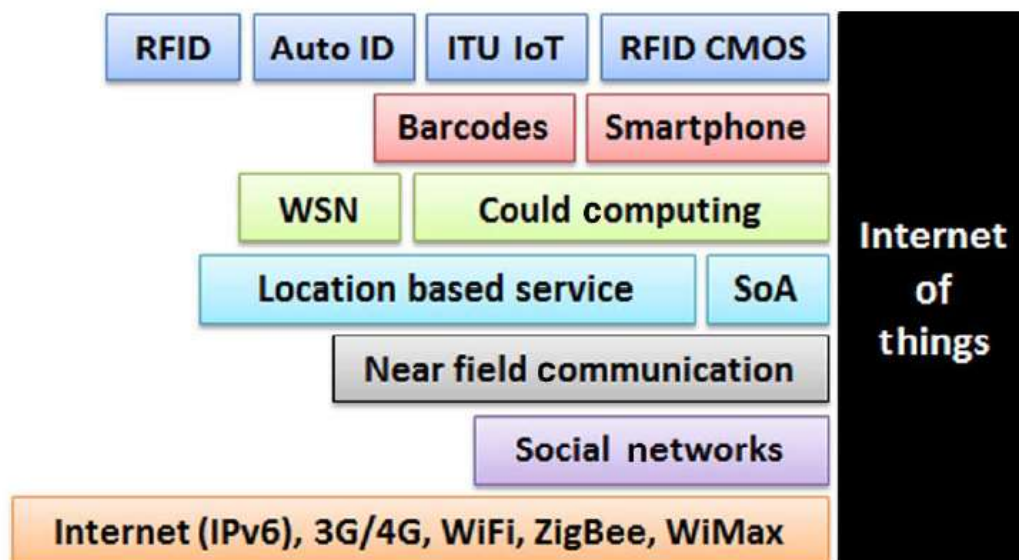 RFID Auto ID ITU IoT RFID CMOS
Barcodes Smartphone
WSN Could computing
Location based service SoA
Near field communication
Social networks
Internet (IPv6), 3G/4G, WiFi, ZigBee, WiMax
Internet
of
things